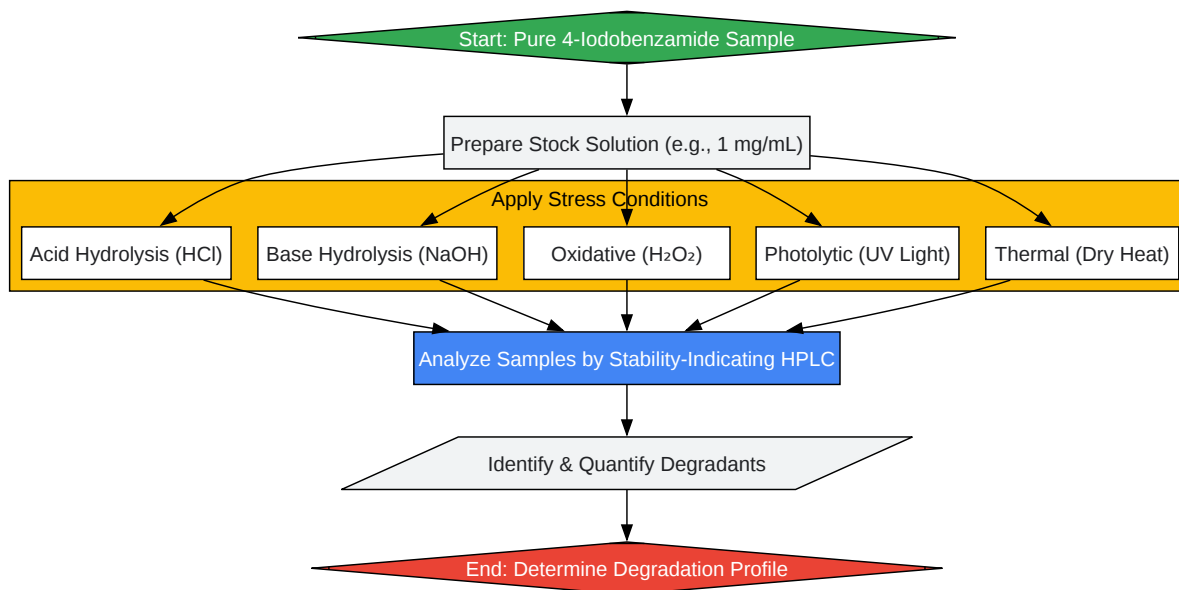 Start: Pure 4-Iodobenzamide Sample
Prepare Stock Solution (e.g., 1 mg/mL)
Apply Stress Conditions
Acid Hydrolysis (HCl)
Base Hydrolysis (NaOH)
Oxidative (H₂O₂)
Photolytic (UV Light)
Thermal (Dry Heat)
Analyze Samples by Stability-Indicating HPLC
Identify & Quantify Degradants
End: Determine Degradation Profile